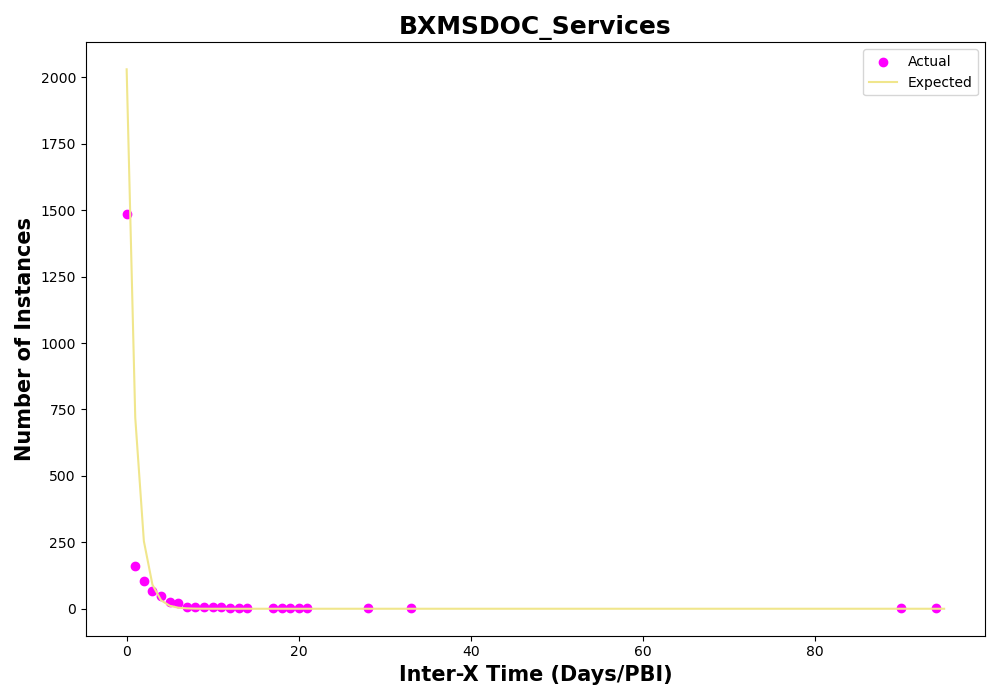 BXMSDOC_Services
Actual
Expected
Number of Instances
2000
1750
1500
1250
1000
750
500
250
0
0 20 40 60 80
Inter-X Time (Days/PBI)